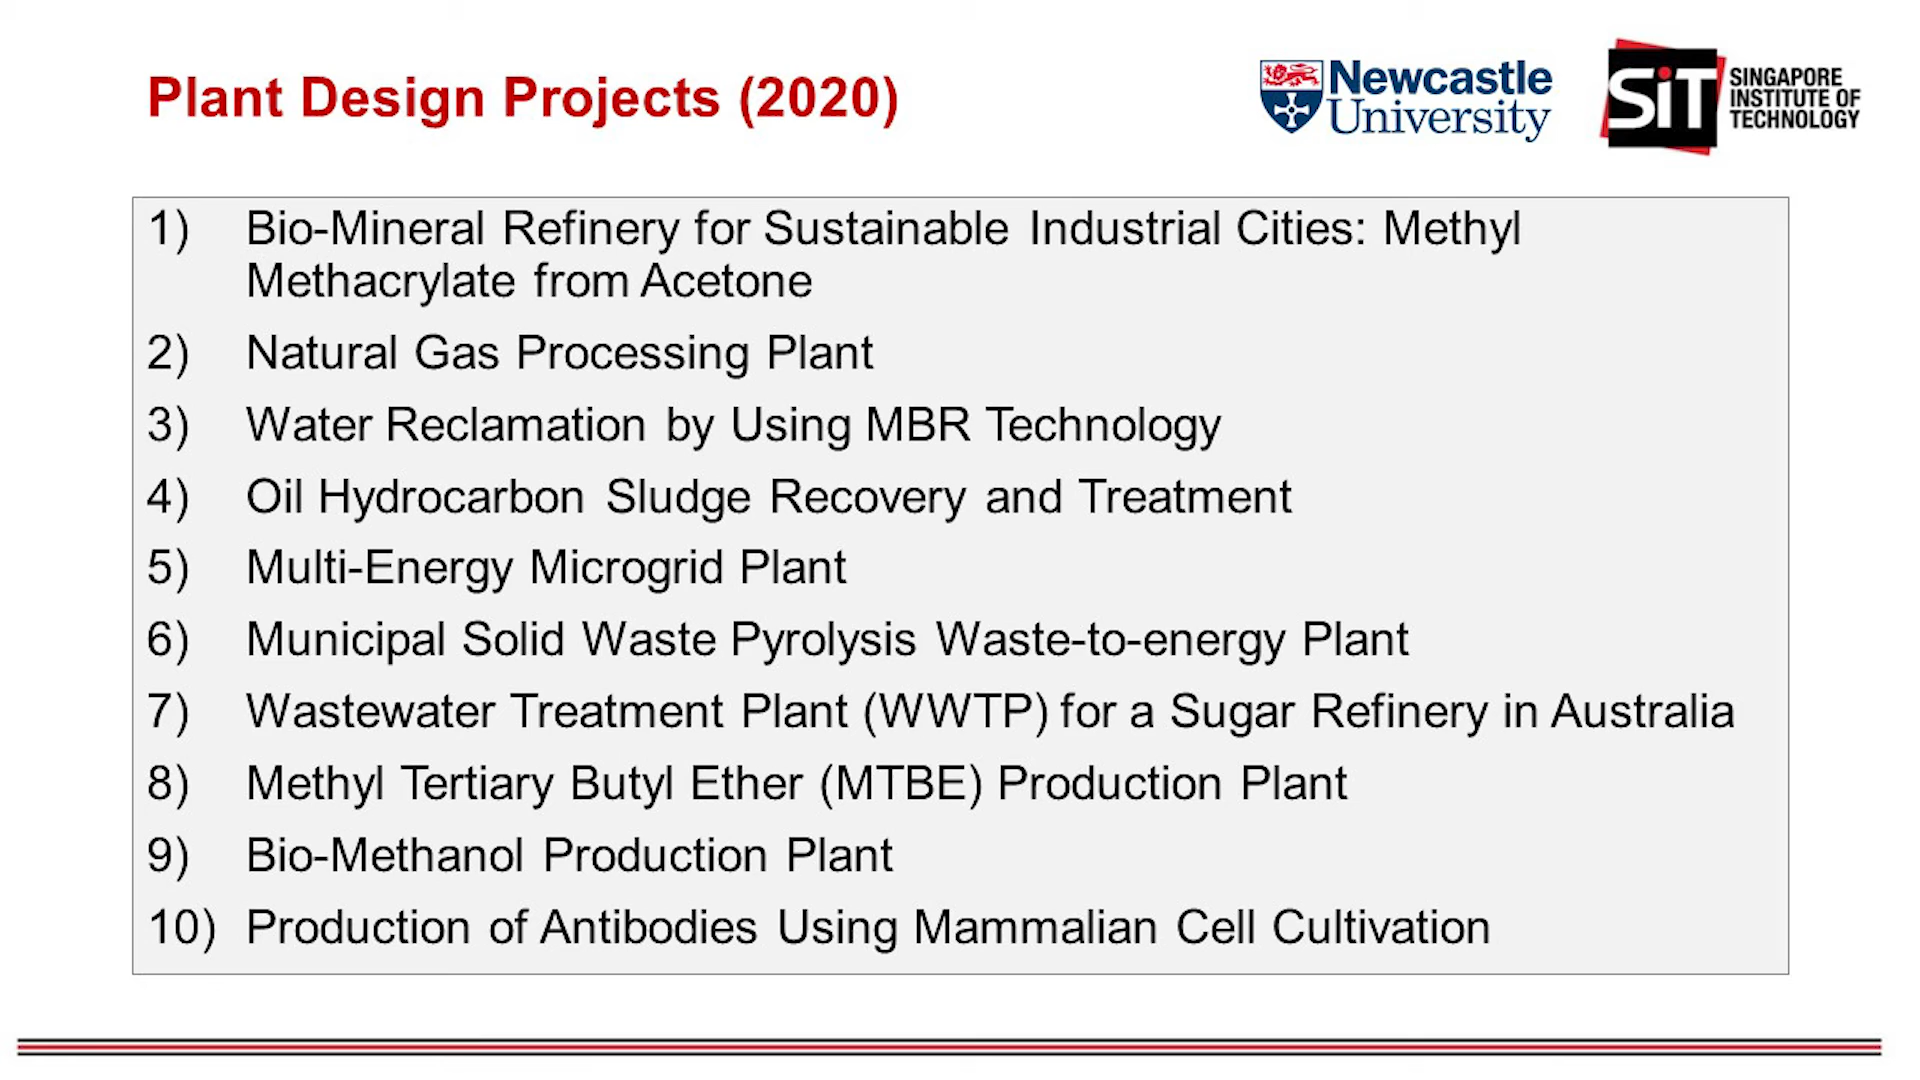 Plant Design Projects (2020)
Newcastle
University
SiT
SINGAPORE
INSTITUTE OF
TECHNOLOGY
1) Bio-Mineral Refinery for Sustainable Industrial Cities: Methyl
Methacrylate from Acetone
2) Natural Gas Processing Plant
3) Water Reclamation by Using MBR Technology
4) Oil Hydrocarbon Sludge Recovery and Treatment
5) Multi-Energy Microgrid Plant
6) Municipal Solid Waste Pyrolysis Waste-to-energy Plant
7) Wastewater Treatment Plant (WWTP) for a Sugar Refinery in Australia
8) Methyl Tertiary Butyl Ether (MTBE) Production Plant
9) Bio-Methanol Production Plant
10) Production of Antibodies Using Mammalian Cell Cultivation